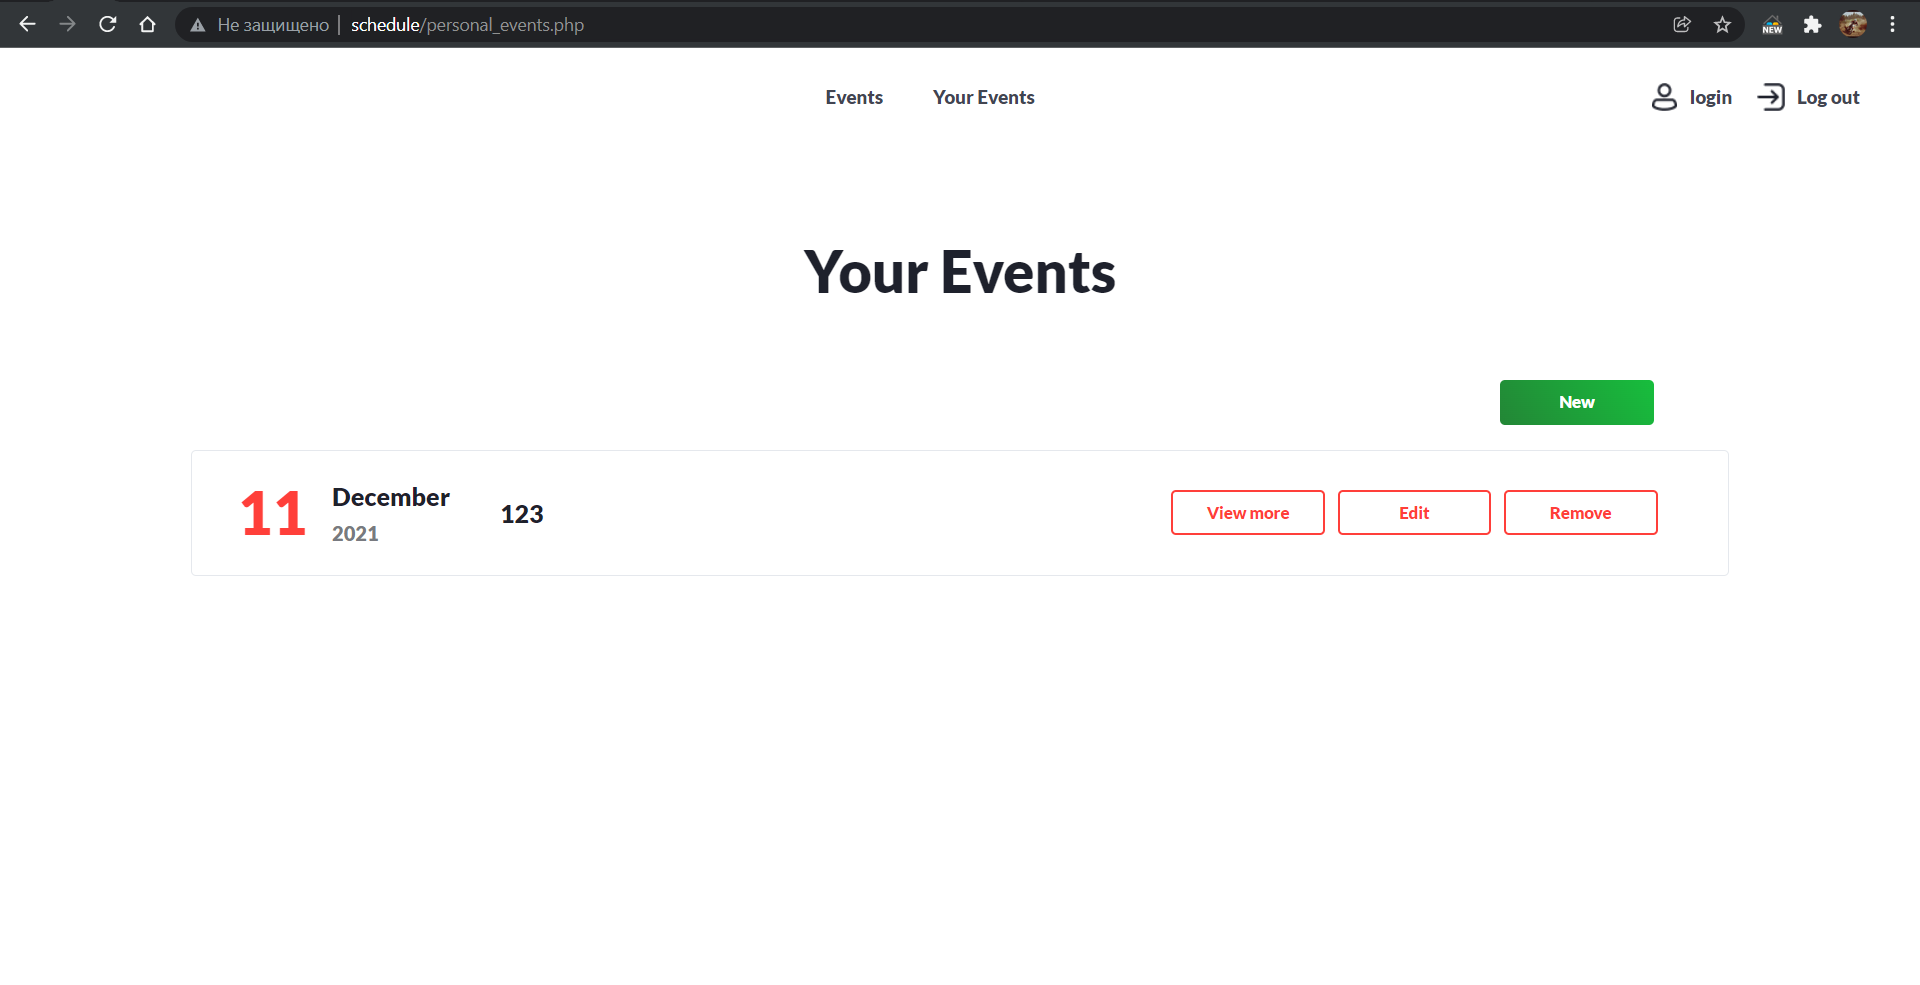 Не защищено | schedule/personal_events.php
NEW
Events Your Events login Log out
Your Events
New
11 December 2021 123 View more Edit Remove